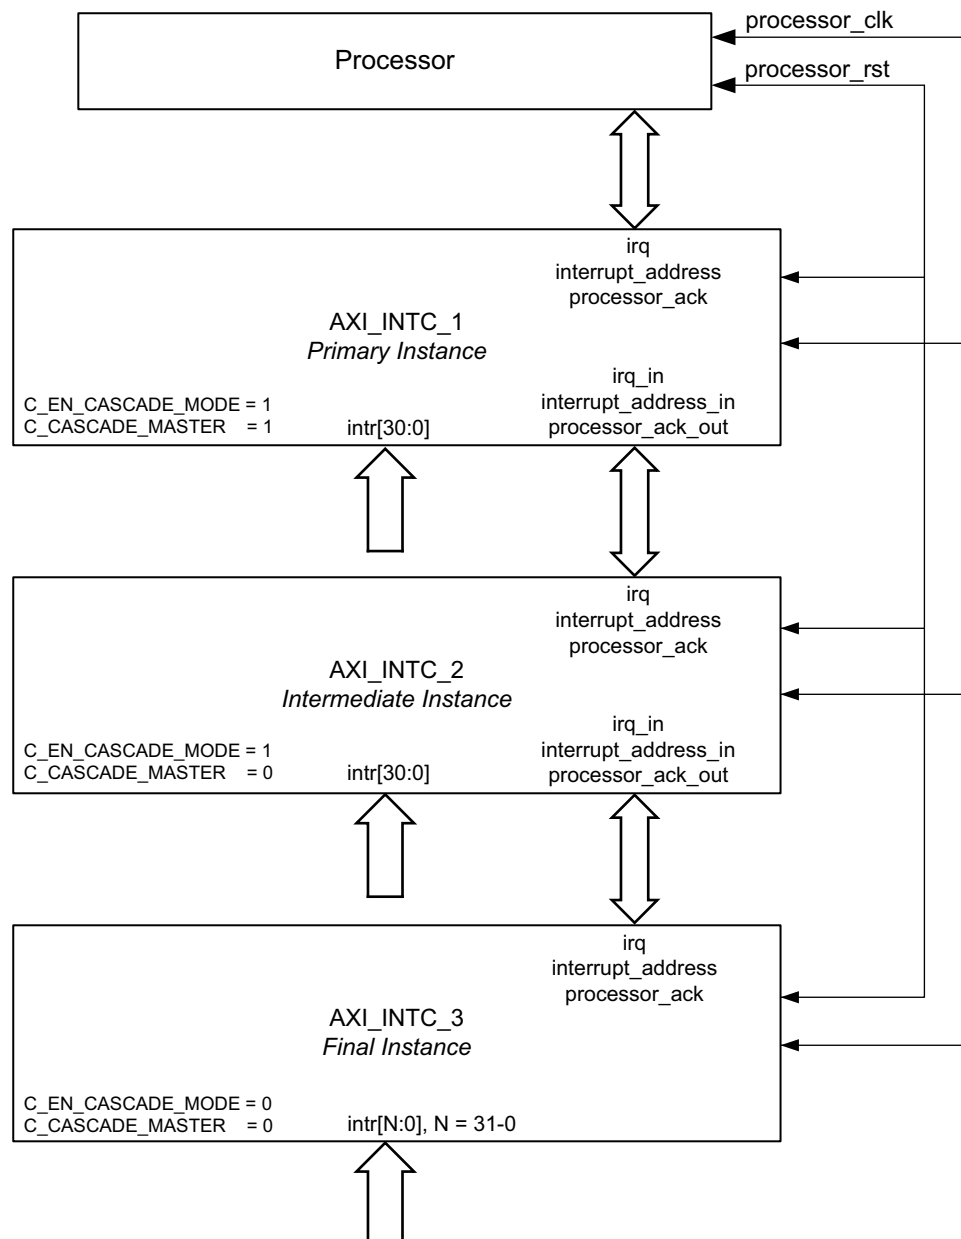 processor_clk
Processor
processor_rst
irq
interrupt_address
processor_ack
AXI_INTC_1
Primary Instance
irq_in
interrupt_address_in
processor_ack_out
C_EN_CASCADE_MODE = 1
C_CASCADE_MASTER = 1
intr[30:0]
irq
interrupt_address
processor_ack
AXI_INTC_2
Intermediate Instance
irq_in
interrupt_address_in
processor_ack_out
C_EN_CASCADE_MODE = 1
C_CASCADE_MASTER = 0
intr[30:0]
irq
interrupt_address
processor_ack
AXI_INTC_3
Final Instance
C_EN_CASCADE_MODE = 0
C_CASCADE_MASTER = 0
intr[N:0], N = 31-0